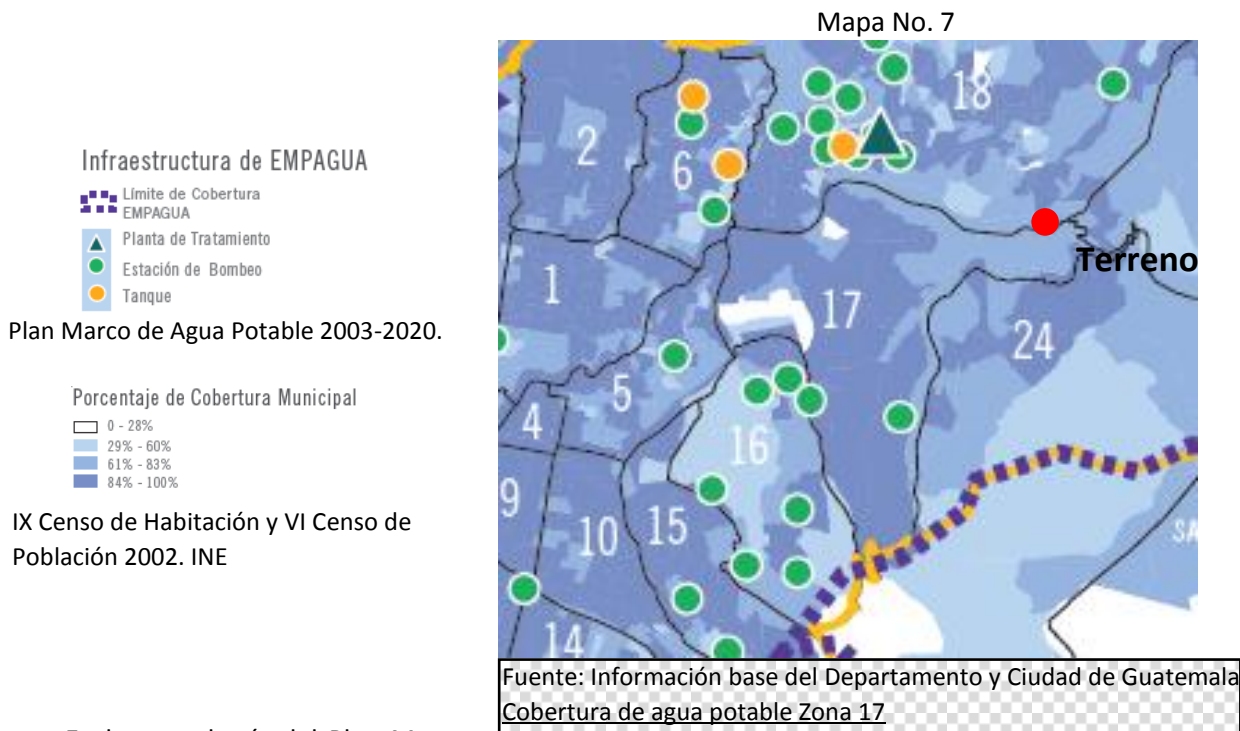 Mapa No. 7
Infraestructura de EMPAGUA
Límite de Cobertura
EMPAGUA
Planta de Tratamiento
Estación de Bombeo
Tanque
Plan Marco de Agua Potable 2003-2020.
Porcentaje de Cobertura Municipal
0 - 28%
29% - 60%
61% - 83%
84% - 100%
IX Censo de Habitación y VI Censo de
Población 2002. INE
18
2
6
Terreno
1
17
24
5
4
16
9
10
15
SA
14
Fuente: Información base del Departamento y Ciudad de Guatemala
Cobertura de agua potable Zona 17